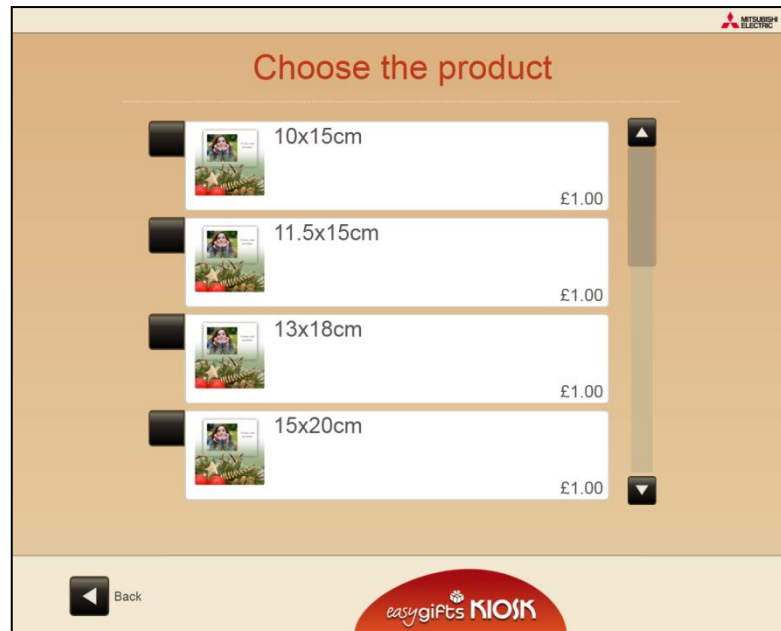 MITSUBISHI
ELECTRIC
Choose the product
10x15cm
£1.00
11.5x15cm
£1.00
13x18cm
£1.00
15x20cm
£1.00
Back
easygifts KIOSK